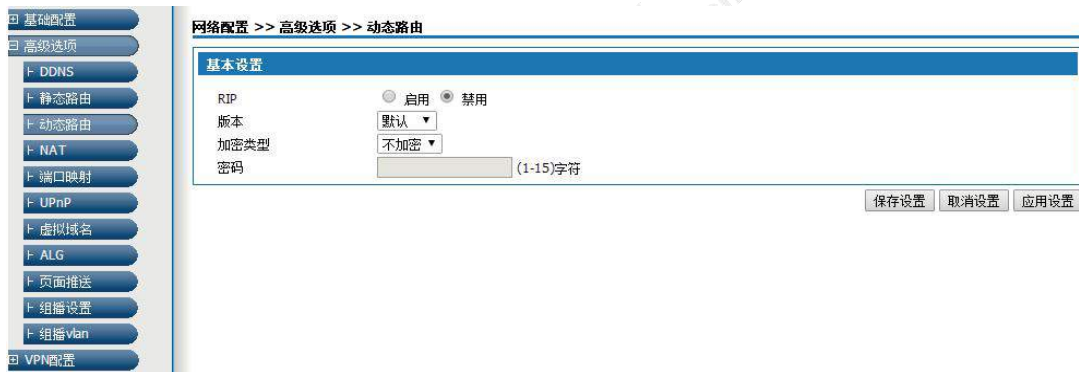 基础配置
高级选项
DDNS
静态路由
动态路由
NAT
端口映射
UPnP
虚拟域名
ALG
页面推送
组播设置
组播vlan
VPN配置
网络配置 >> 高级选项 >> 动态路由
基本设置
RIP 启用 禁用
版本 默认
加密类型 不加密
密码 (1-15)字符
保存设置 取消设置 应用设置